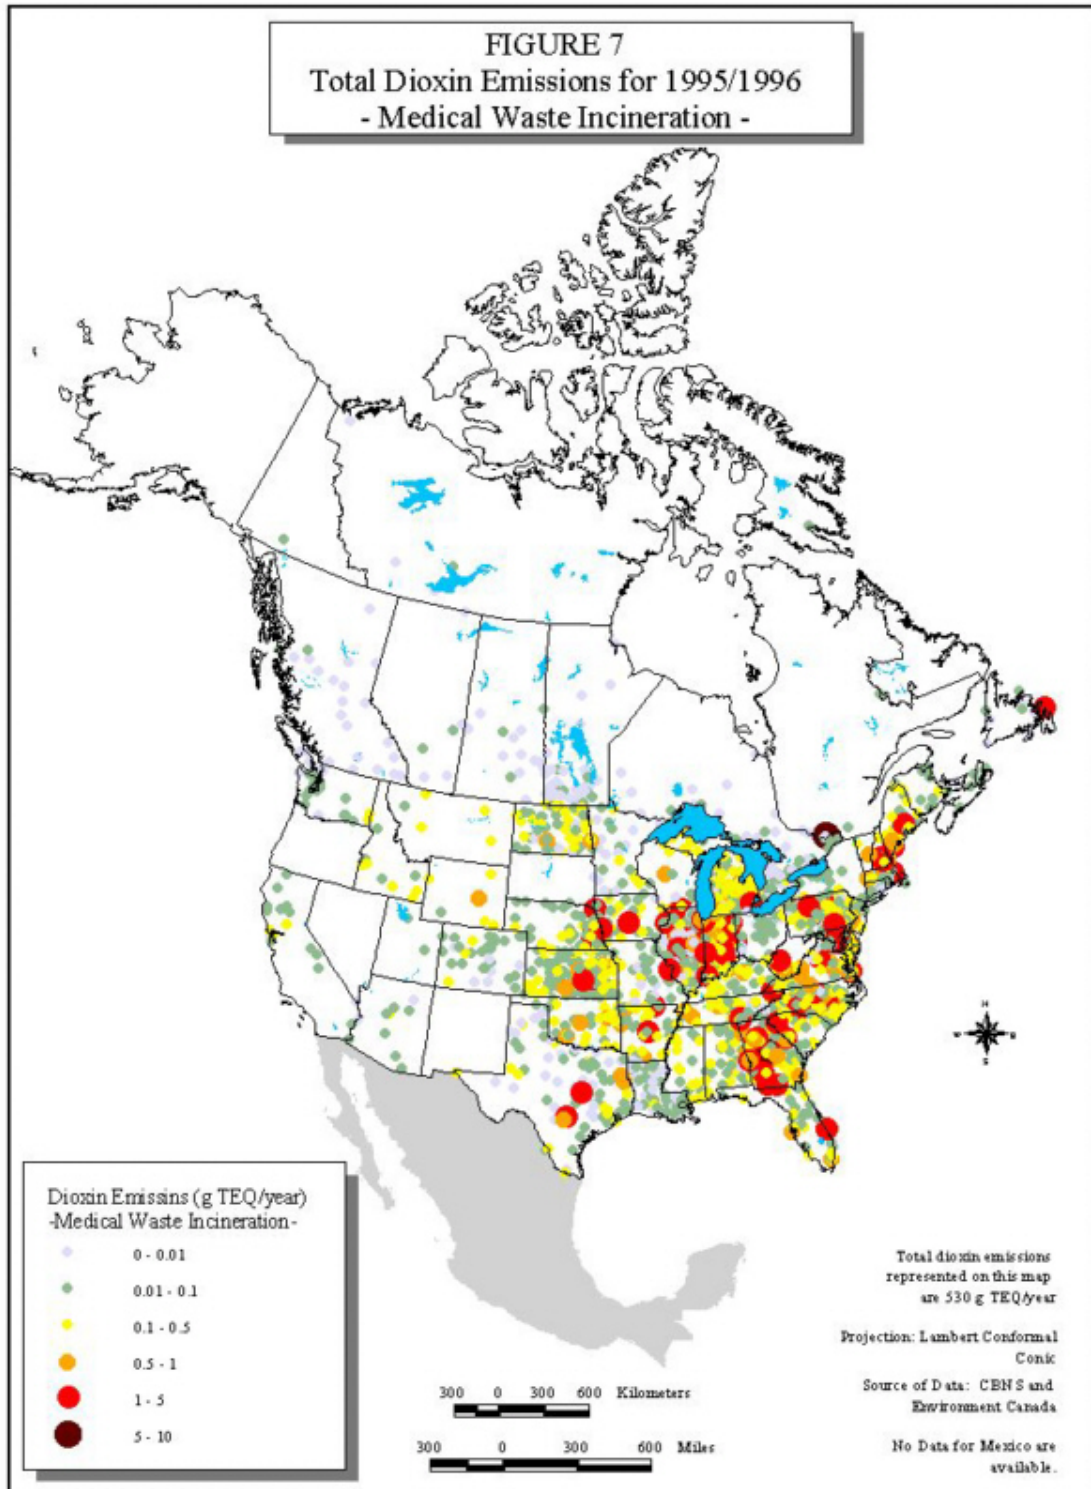 FIGURE 7
Total Dioxin Emissions for 1995/1996
- Medical Waste Incineration -
N
W
E
S
Dioxin Emissins (g TEQ/year)
-Medical Waste Incineration-
0 - 0.01
0.01 - 0.1
0.1 - 0.5
0.5 - 1
1 - 5
5 - 10
Total dioxin emissions
represented on this map
are 530 g TEQ/year
Projection: Lambert Conformal
Conic
Source of Data: CBNS and
Environment Canada
No Data for Mexico are
available.
300 0 300 600 Kilometers
300 0 300 600 Miles